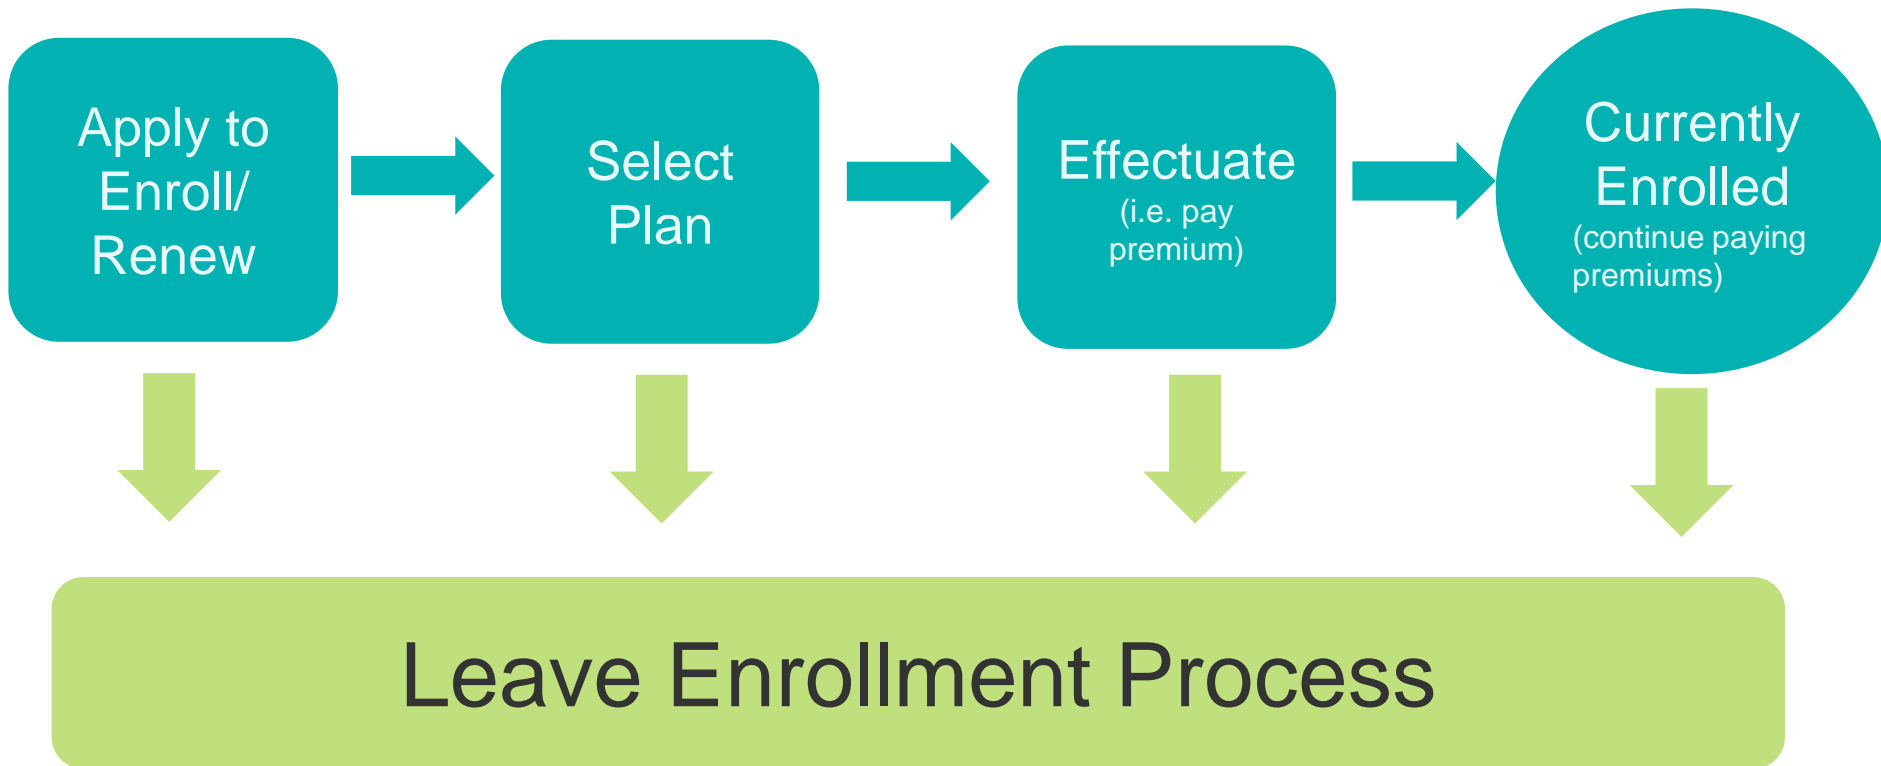 Apply to
Enroll/
Renew
Select
Plan
Effectuate
(i.e. pay
premium)
Currently
Enrolled
(continue paying
premiums)
Leave Enrollment Process